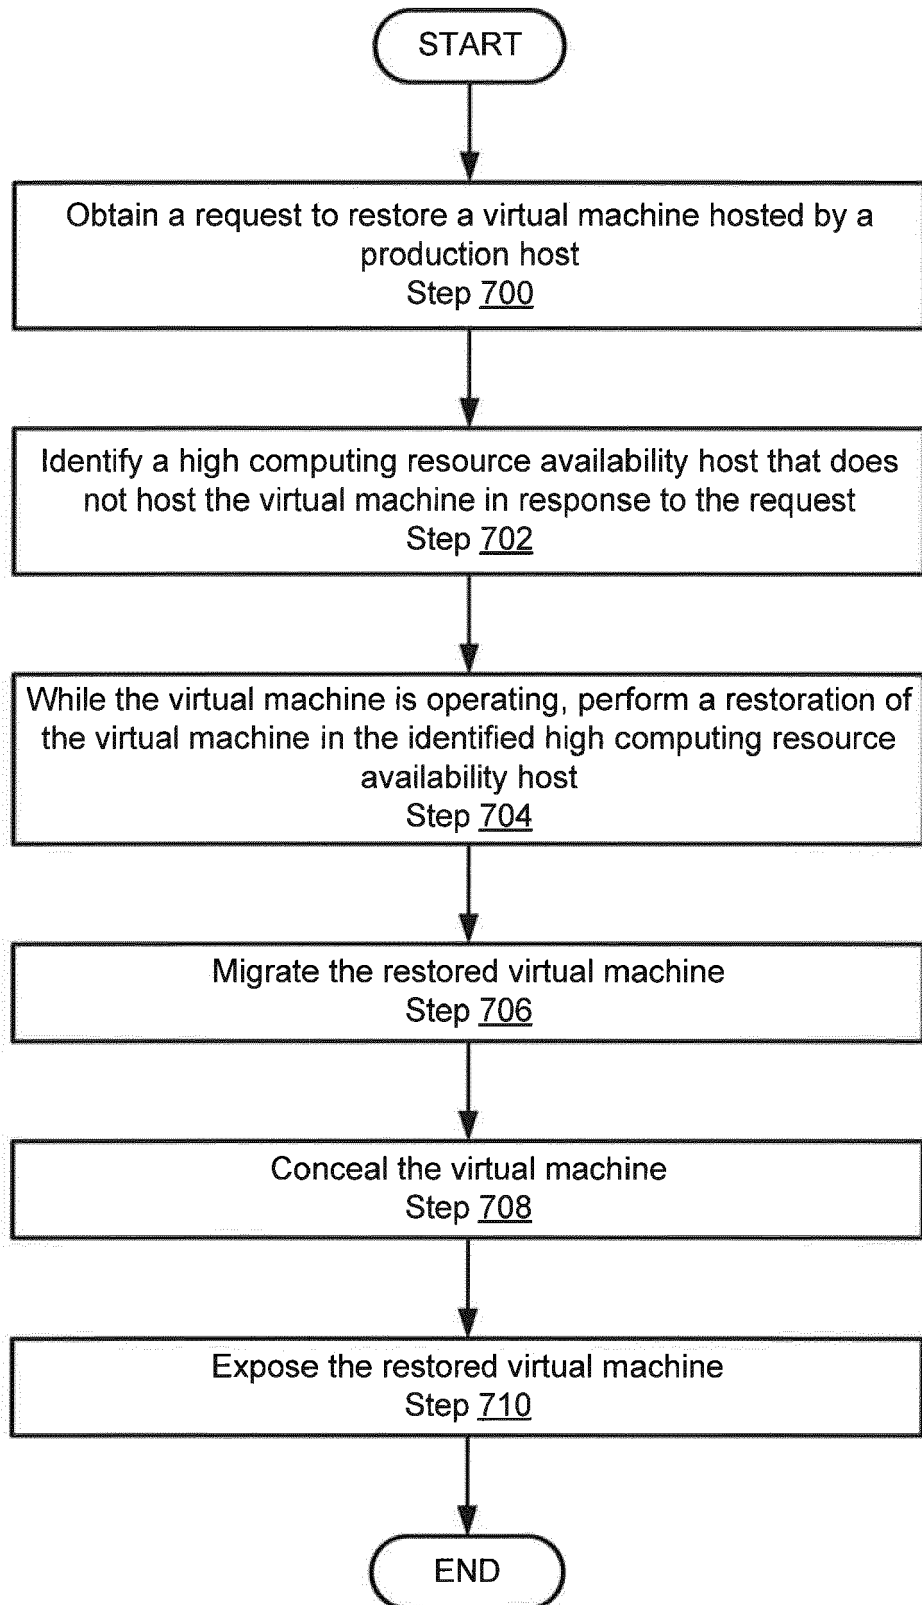 START
Obtain a request to restore a virtual machine hosted by a
production host
Step 700
Identify a high computing resource availability host that does
not host the virtual machine in response to the request
Step 702
While the virtual machine is operating, perform a restoration of
the virtual machine in the identified high computing resource
availability host
Step 704
Migrate the restored virtual machine
Step 706
Conceal the virtual machine
Step 708
Expose the restored virtual machine
Step 710
END